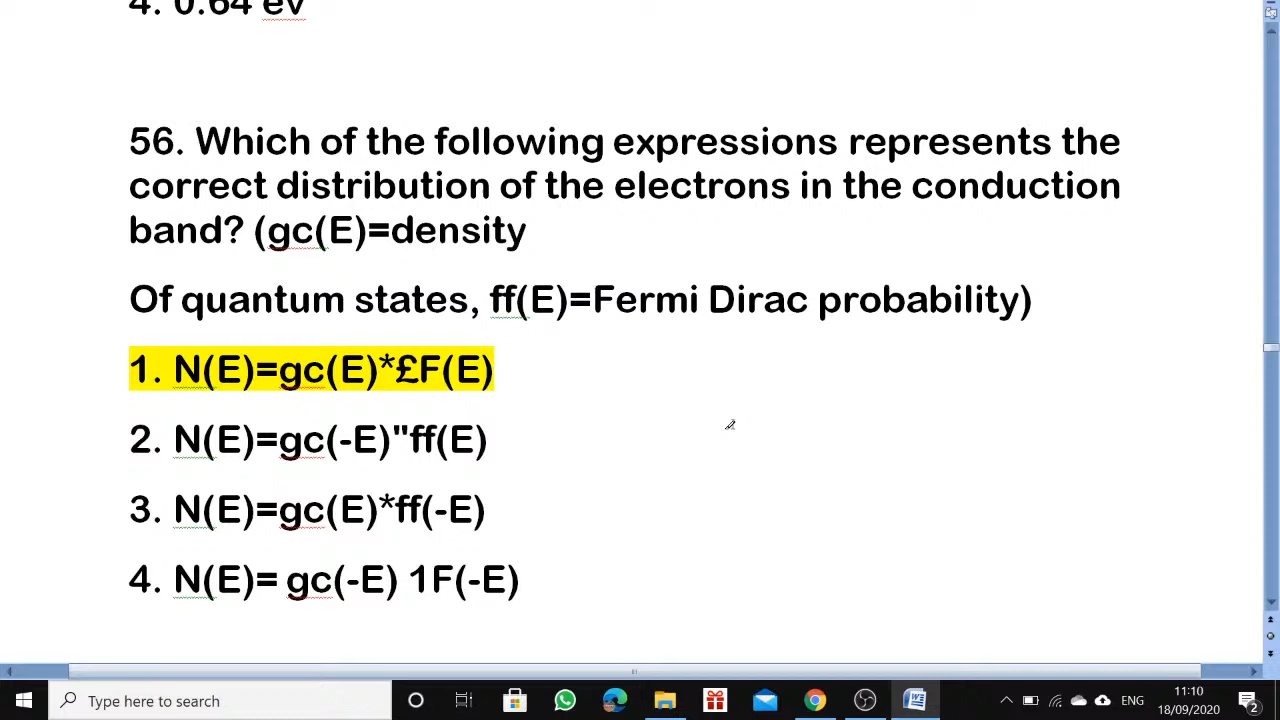 4. 0.64 ev
56. Which of the following expressions represents the
correct distribution of the electrons in the conduction
band? (gc(E)=density
Of quantum states, ff(E)=Fermi Dirac probability)
1. N(E)=gc(E)*£F(E)
2. N(E)=gc(-E)"ff(E)
3. N(E)=gc(E)*ff(-E)
4. N(E)= gc(-E) 1F(-E)
Type here to search
ENG
11:10
18/09/2020
2